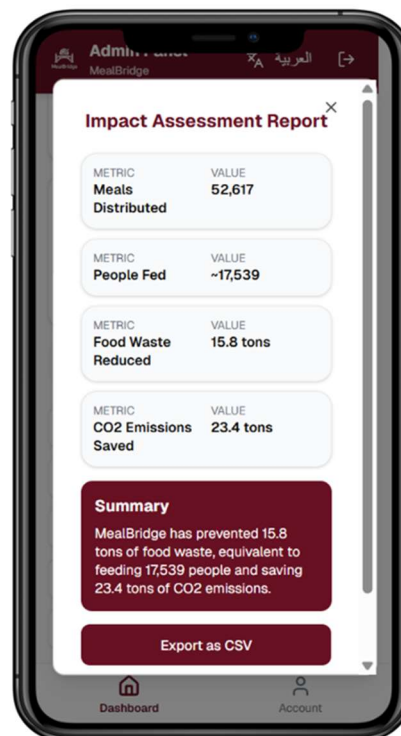 Admin Panel
MealBridge
MealBridge
العربية
Impact Assessment Report
METRIC VALUE
Meals 52,617
Distributed
METRIC VALUE
People Fed ~17,539
METRIC VALUE
Food Waste 15.8 tons
Reduced
METRIC VALUE
CO2 Emissions 23.4 tons
Saved
Summary
MealBridge has prevented 15.8
tons of food waste, equivalent to
feeding 17,539 people and saving
23.4 tons of CO2 emissions.
Export as CSV
Dashboard Account